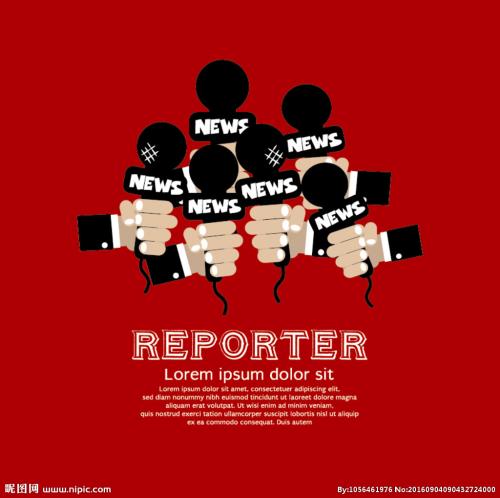 NEWS
NEWS
NEWS
NEWS
NEWS
NEWS
REPORTER
Lorem ipsum dolor sit
Lorem ipsum dolor sit amet, consectetuer adipiscing elit,
sed diam nonummy nibh euismod tincidunt ut laoreet dolore magna
aliquam erat volutpat. Ut wisi enim ad minim veniam,
quis nostrud exerci tation ullamcorper suscipit lobortis nisl ut aliquip
ex ea commodo consequat. Duis autem
昵图网 www.nipic.com
By:1056461976 No:20160904090432724000